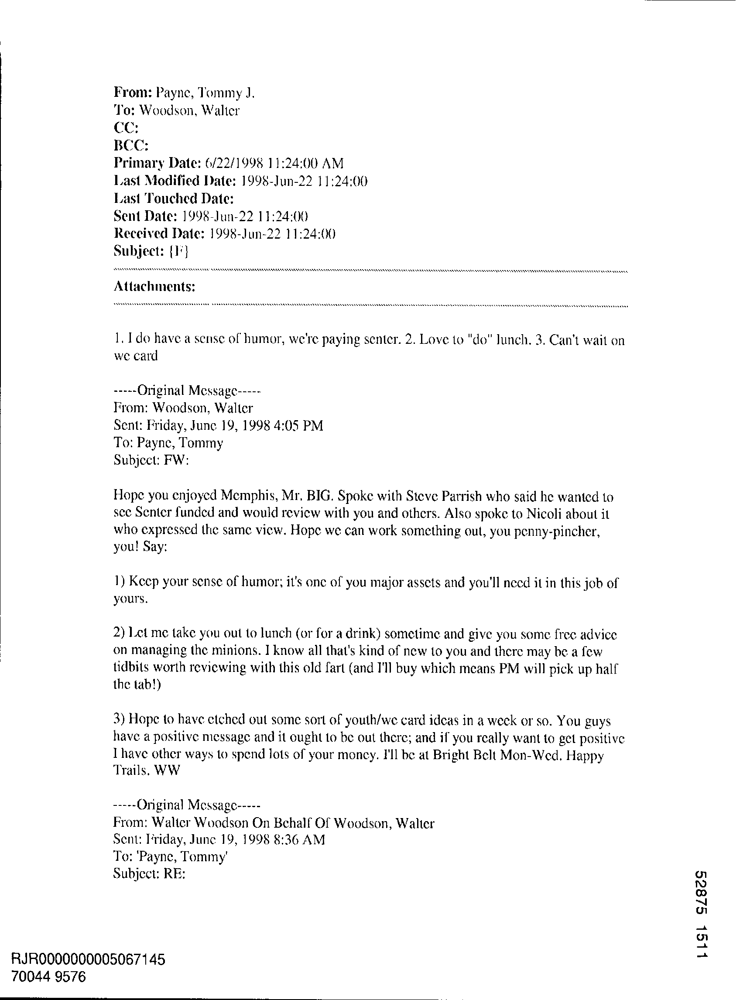 From: Payne, Tommy J.
To: Woodson, Walter
CC:
BCC:
Primary Date: 6/22/1998 11:24:00 AM
Last Modified Date: 1998-Jun-22 11:24:00
Last Touched Date:
Sent Date: 1998-Jun-22 11:24:00
Received Date: 1998-Jun-22 11:24:00
Subject: {F}
Attachments:
1. I do have a sense of humor, we're paying senter. 2. Love to "do" lunch. 3. Can't wait on
we card
-----Original Message-----
From: Woodson, Walter
Sent: Friday, June 19, 1998 4:05 PM
To: Payne, Tommy
Subject: FW:
Hope you enjoyed Memphis, Mr. BIG. Spoke with Steve Parrish who said he wanted to
see Senter funded and would review with you and others. Also spoke to Nicoli about it
who expressed the same view. Hope we can work something out, you penny-pincher,
you! Say:
1) Keep your sense of humor; it's one of you major assets and you'll need it in this job of
yours.
2) Let me take you out to lunch (or for a drink) sometime and give you some free advice
on managing the minions. I know all that's kind of new to you and there may be a few
tidbits worth reviewing with this old fart (and I'll buy which means PM will pick up half
the tab!)
3) Hope to have etched out some sort of youth/we card ideas in a week or so. You guys
have a positive message and it ought to be out there; and if you really want to get positive
I have other ways to spend lots of your money. I'll be at Bright Belt Mon-Wed. Happy
Trails. WW
-----Original Message-----
From: Walter Woodson On Behalf Of Woodson, Walter
Sent: Friday, June 19, 1998 8:36 AM
To: 'Payne, Tommy'
Subject: RE:
52875 1511
RJR0000000005067145
70044 9576